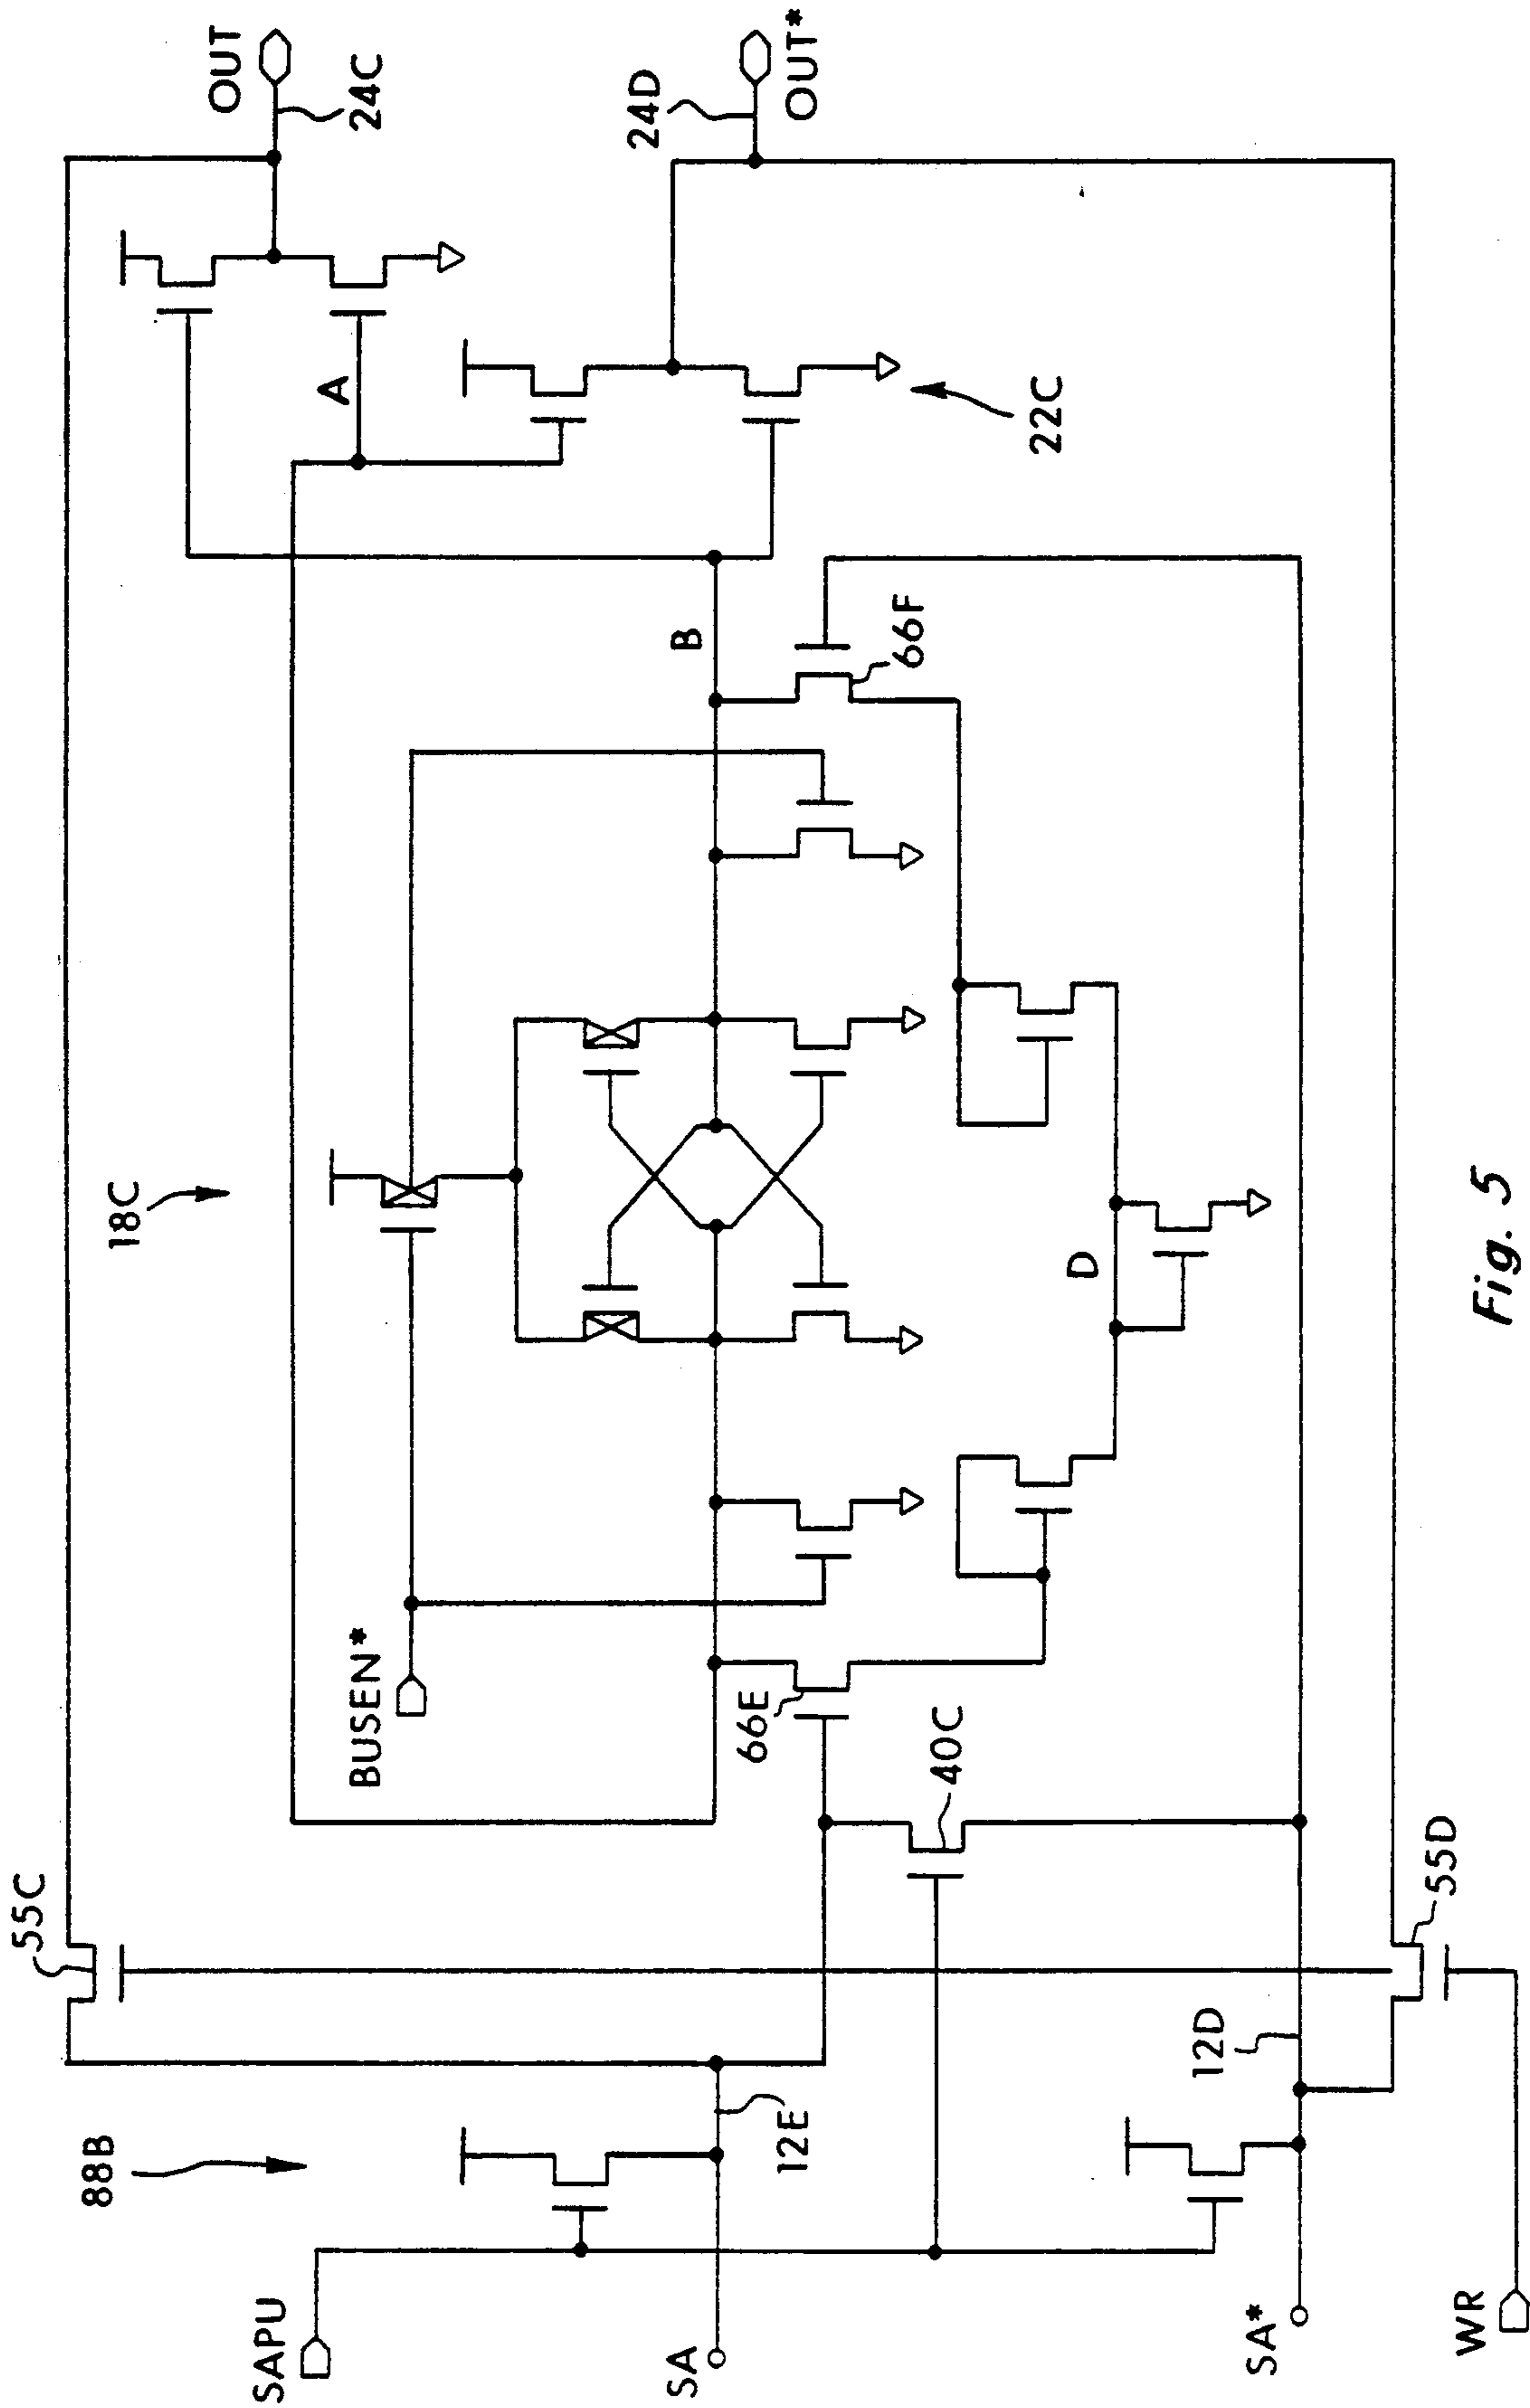 OUT
24C
24D
OUT*
A
22C
B
66F
18C
D
BUSEN*
66E
40C
55C
55D
12D
12E
88B
SAPU
SA
SA*
WR
Fig. 5